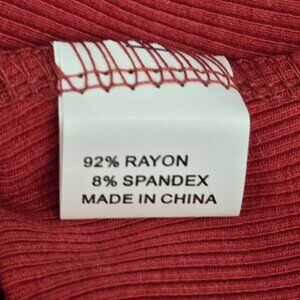 92% RAYON
8% SPANDEX
MADE IN CHINA